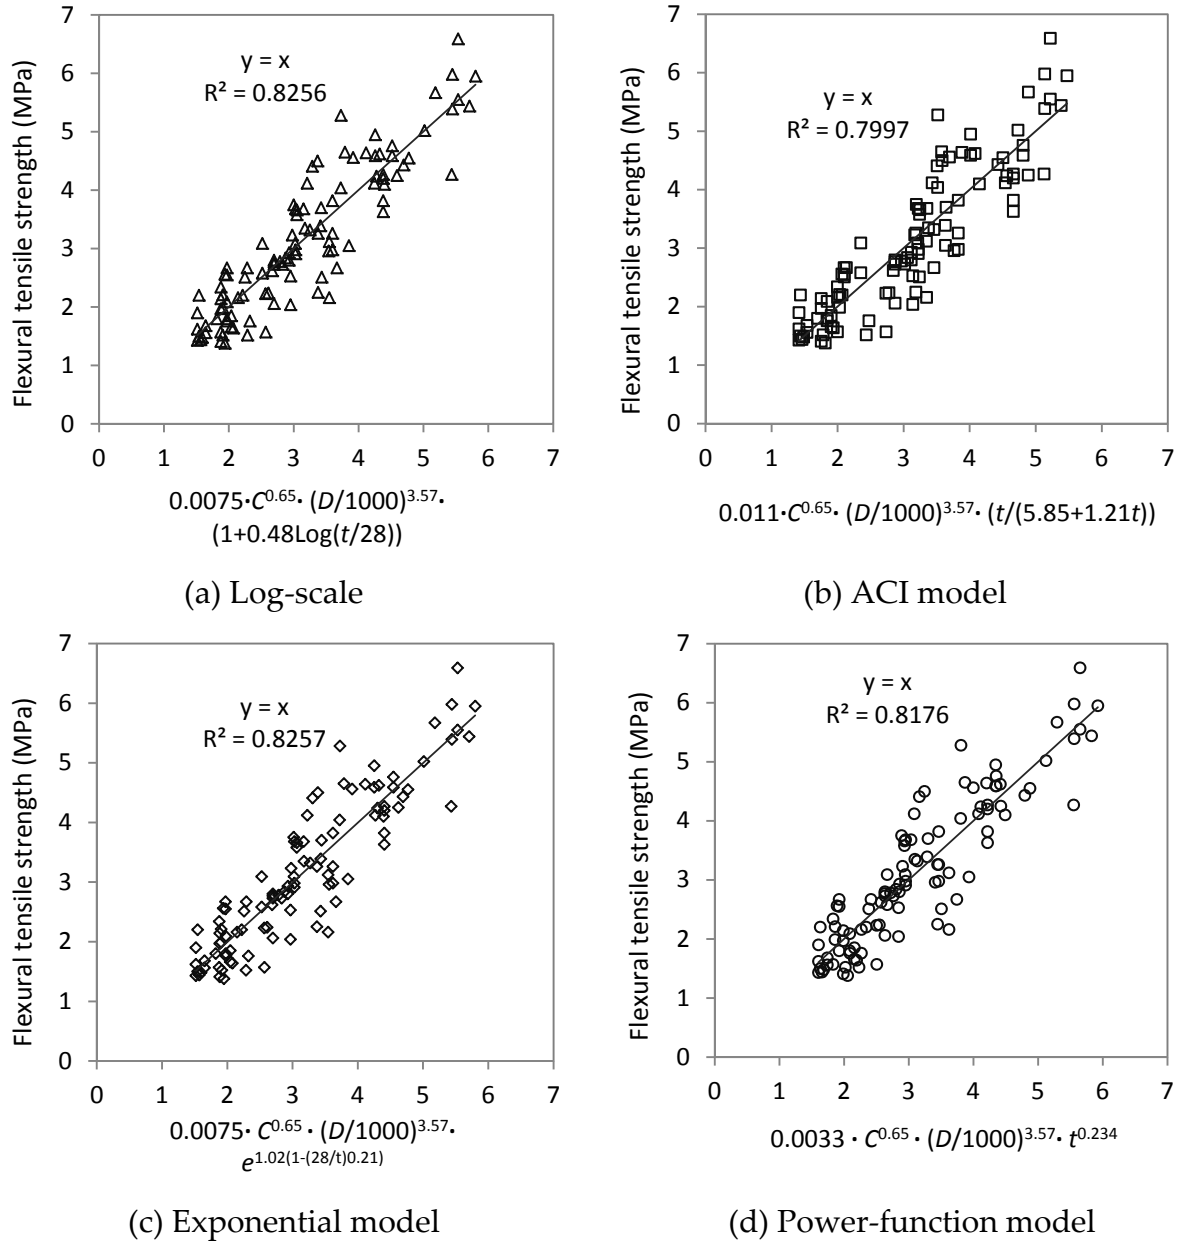 7
6
5
4
3
2
1
0
Flexural tensile strength (MPa)
y = x
R² = 0.8256
0 1 2 3 4 5 6 7
0.0075·C^0.65· (D/1000)^3.57·
(1+0.48Log(t/28))
(a) Log-scale
7
6
5
4
3
2
1
0
Flexural tensile strength (MPa)
y = x
R² = 0.7997
0 1 2 3 4 5 6 7
0.011·C^0.65· (D/1000)^3.57· (t/(5.85+1.21t))
(b) ACI model
7
6
5
4
3
2
1
0
Flexural tensile strength (MPa)
y = x
R² = 0.8257
0 1 2 3 4 5 6 7
0.0075· C^0.65· (D/1000)^3.57·
e^1.02(1-(28/t)0.21)
(c) Exponential model
7
6
5
4
3
2
1
0
Flexural tensile strength (MPa)
y = x
R² = 0.8176
0 1 2 3 4 5 6 7
0.0033 · C^0.65 · (D/1000)^3.57 · t^0.234
(d) Power-function model